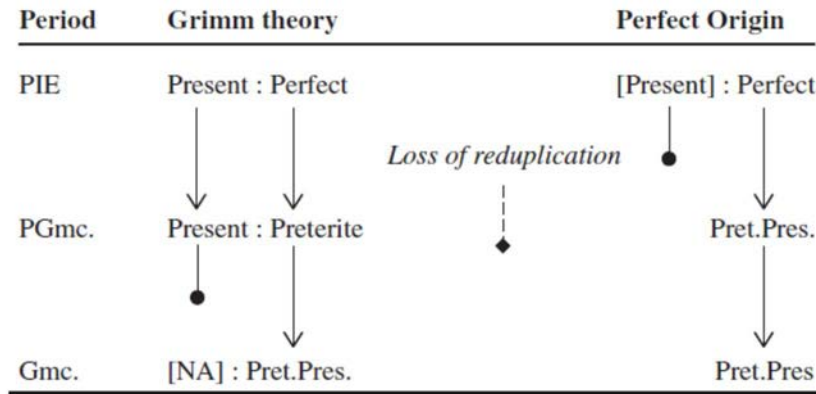 Period Grimm theory Perfect Origin
PIE Present : Perfect [Present] : Perfect
Loss of reduplication
PGmc. Present : Preterite Pret.Pres.
Gmc. [NA] : Pret.Pres. Pret.Pres